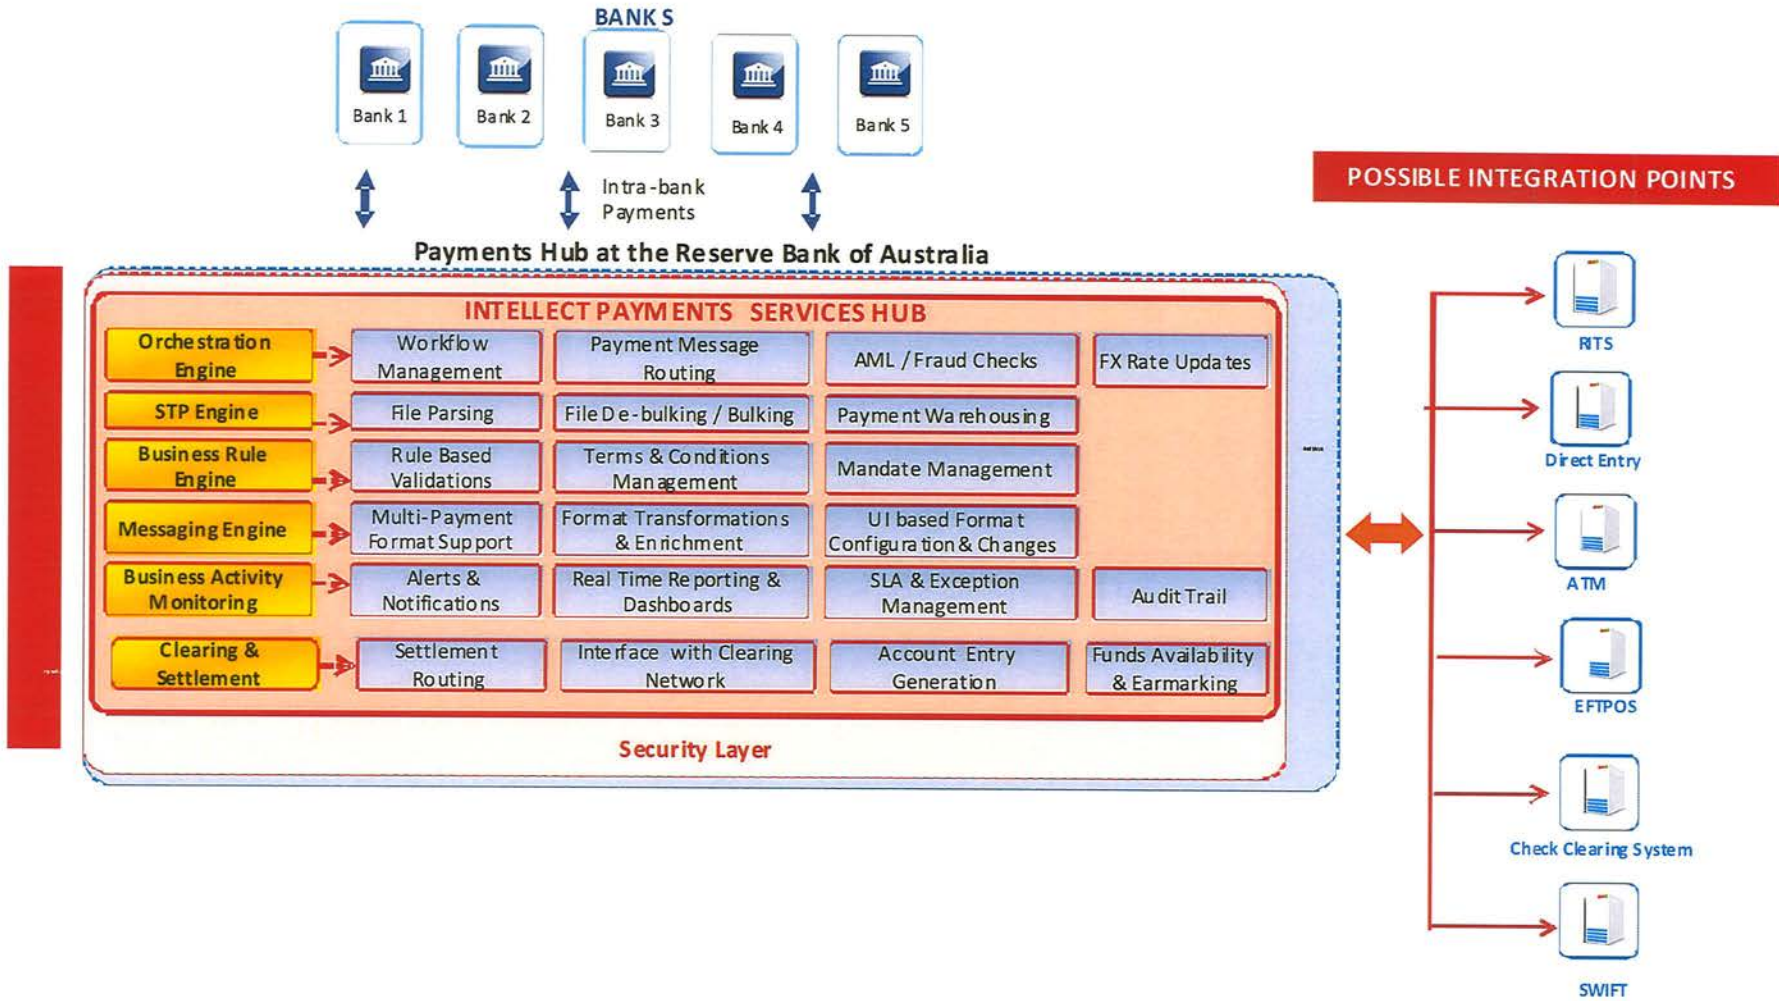 BANKS
Bank 1
Bank 2
Bank 3
Bank 4
Bank 5
Intra-bank
Payments
POSSIBLE INTEGRATION POINTS
Payments Hub at the Reserve Bank of Australia
INTELLECT PAYMENTS SERVICES HUB
Orchestration
Engine
Workflow
Management
Payment Message
Routing
AML / Fraud Checks
FX Rate Updates
STP Engine
File Parsing
File De-bulking / Bulking
Payment Warehousing
Business Rule
Engine
Rule Based
Validations
Terms & Conditions
Management
Mandate Management
Messaging Engine
Multi-Payment
Format Support
Format Transformations
& Enrichment
UI based Format
Configuration & Changes
Business Activity
Monitoring
Alerts &
Notifications
Real Time Reporting &
Dashboards
SLA & Exception
Management
Audit Trail
Clearing &
Settlement
Settlement
Routing
Interface with Clearing
Network
Account Entry
Generation
Funds Availability
& Earmarking
Security Layer
RITS
Direct Entry
ATM
EFTPOS
Check Clearing System
SWIFT